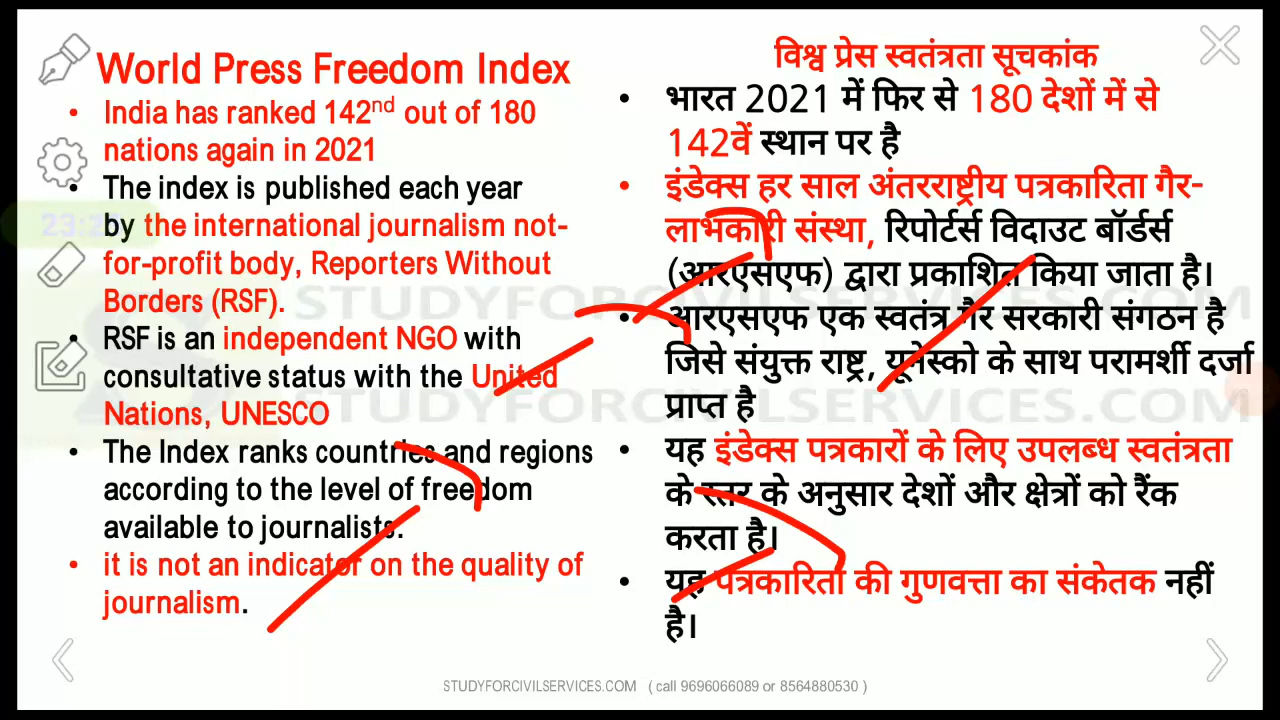 World Press Freedom Index
• India has ranked 142nd out of 180
nations again in 2021
• The index is published each year
by the international journalism not-
for-profit body, Reporters Without
Borders (RSF).
• RSF is an independent NGO with
consultative status with the United
Nations, UNESCO
• The Index ranks countries and regions
according to the level of freedom
available to journalists.
• it is not an indicator on the quality of
journalism.
विश्व प्रेस स्वतंत्रता सूचकांक
• भारत 2021 में फिर से 180 देशों में से
142वें स्थान पर है
• इंडेक्स हर साल अंतरराष्ट्रीय पत्रकारिता गैर-
लाभकारी संस्था, रिपोर्टर्स विदाउट बॉर्डर्स
(आरएसएफ) द्वारा प्रकाशित किया जाता है।
• आरएसएफ एक स्वतंत्र गैर सरकारी संगठन है
जिसे संयुक्त राष्ट्र, यूनेस्को के साथ परामर्शी दर्जा
प्राप्त है
• यह इंडेक्स पत्रकारों के लिए उपलब्ध स्वतंत्रता
के स्तर के अनुसार देशों और क्षेत्रों को रैंक
करता है।
• यह पत्रकारिता की गुणवत्ता का संकेतक नहीं
है।
STUDYFORCIVILSERVICES.COM
STUDYFORCIVILSERVICES.COM
STUDYFORCIVILSERVICES.COM ( call 9696066089 or 8564880530 )